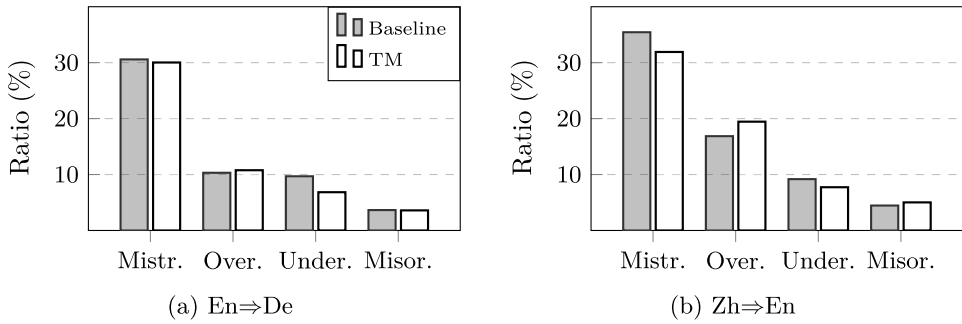 Ratio (%)
30
20
10
Baseline
TM
Mistr. Over. Under. Misor.
(a) En⇒De
Ratio (%)
30
20
10
Mistr. Over. Under. Misor.
(b) Zh⇒En